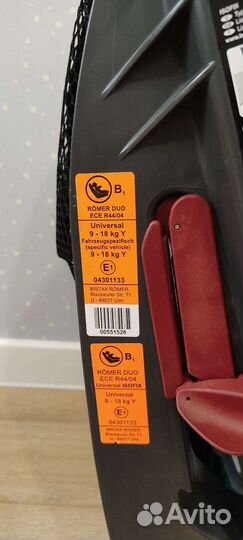 ISOFIX
B1
RÖMER DUO
ECE R44/04
Universal
9 - 18 kg Y
Fahrzeugspezifisch
(specific vehicle)
9 - 18 kg Y
E1
04301133
BRITAX RÖMER
Blaubeurer Str. 71
D - 89077 Ulm
00551526
B1
RÖMER DUO
ECE R44/04
Universal ISOFIX
Universal
9 - 18 kg Y
E1
04301133
BRITAX RÖMER
Blaubeurer Str. 71
D - 89077 Ulm
Avito